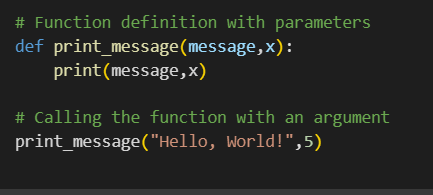 # Function definition with parameters
def print_message(message,x):
    print(message,x)
# Calling the function with an argument
print_message("Hello, World!",5)